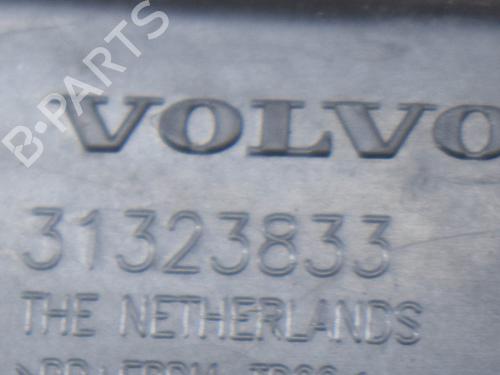 B-PARTS
VOLVO
31323833
THE NETHERLANDS